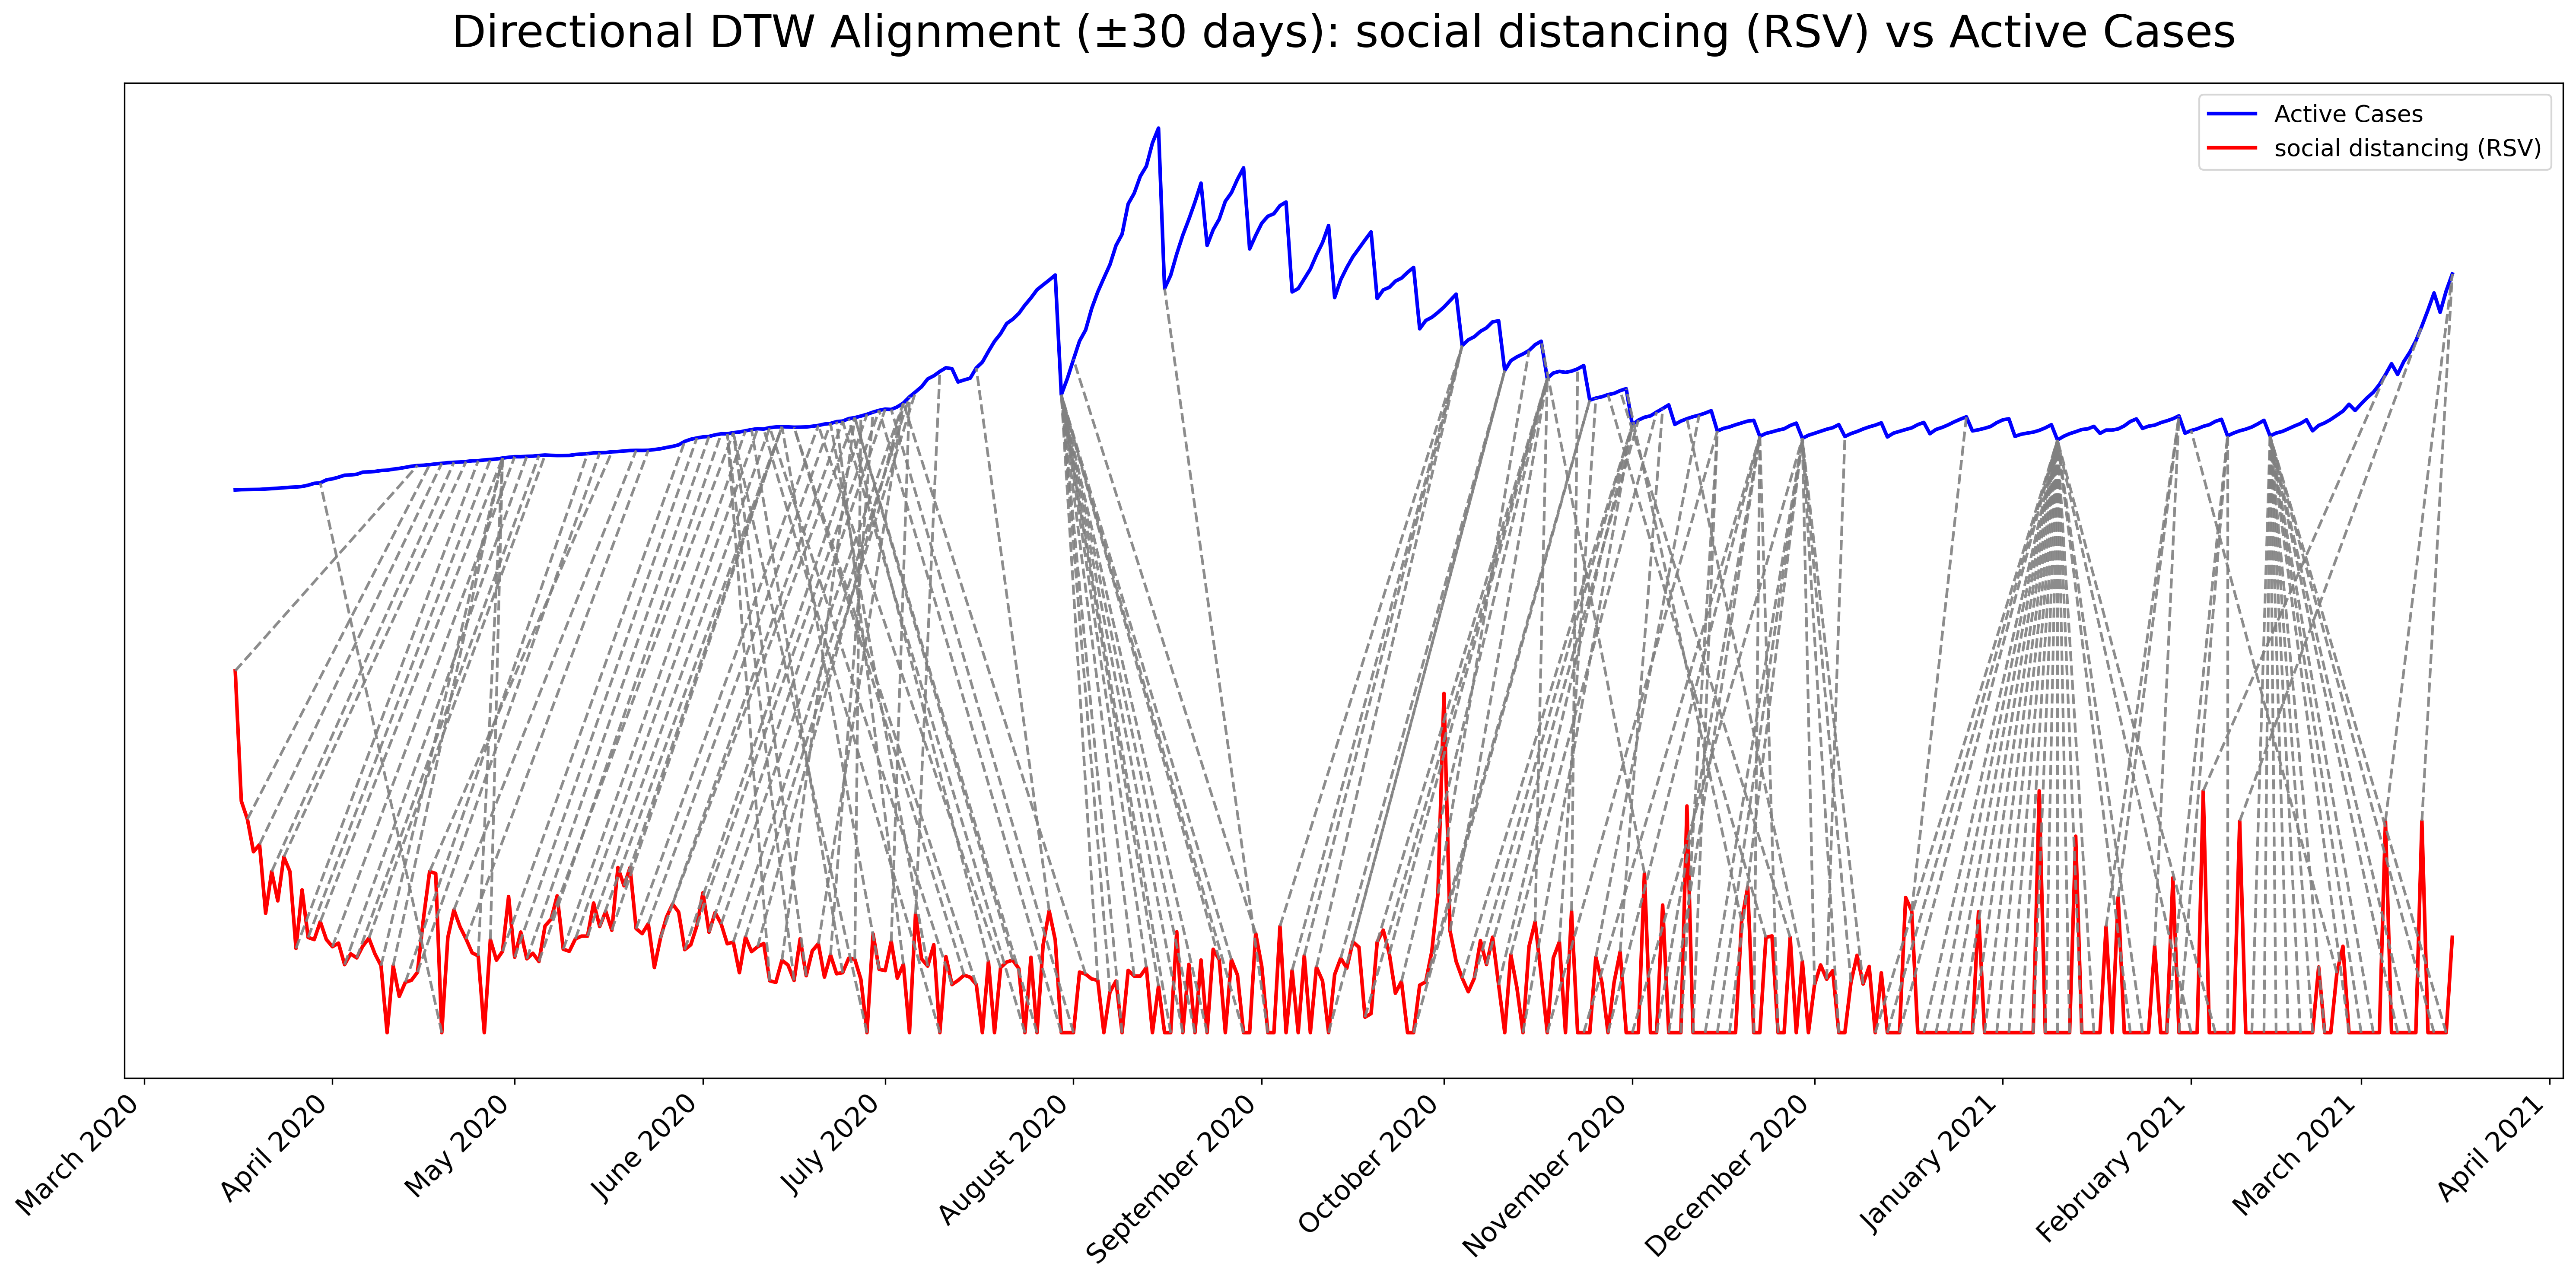 Directional DTW Alignment (±30 days): social distancing (RSV) vs Active Cases
Active Cases
social distancing (RSV)
March 2020
April 2020
May 2020
June 2020
July 2020
August 2020
September 2020
October 2020
November 2020
December 2020
January 2021
February 2021
March 2021
April 2021